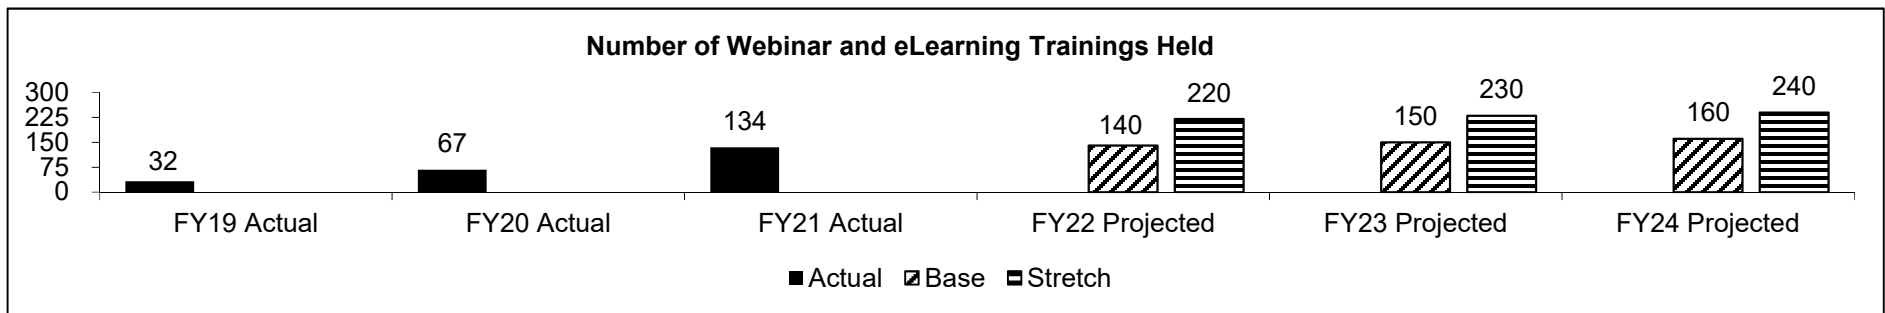 Number of Webinar and eLearning Trainings Held
300
225
150
75
0
32
67
134
140
220
150
230
160
240
FY19 Actual
FY20 Actual
FY21 Actual
FY22 Projected
FY23 Projected
FY24 Projected
Actual
Base
Stretch